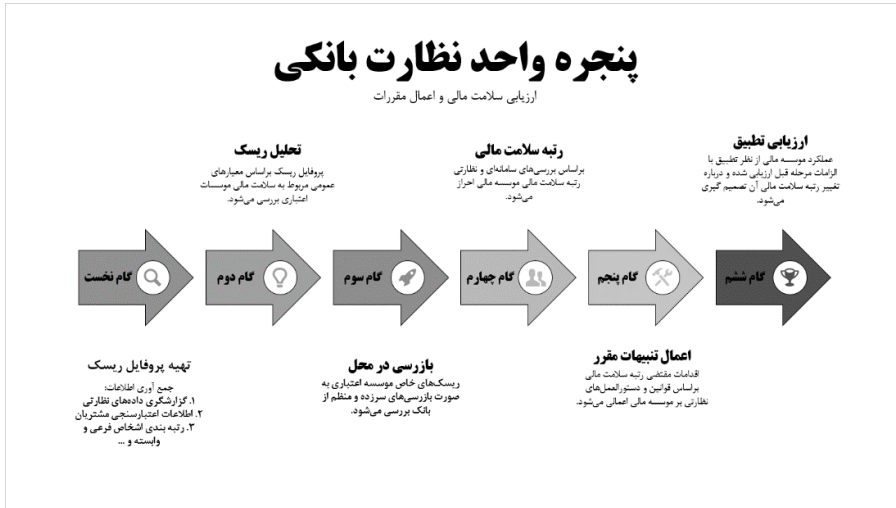 پنجره واحد نظارت بانکی
ارزیابی سلامت مالی و اعمال مقررات
گام نخست
تهیه پروفایل ریسک
جمع آوری اطلاعات:
۱. گزارشگری داده‌های نظارتی
۲. اطلاعات اعتبارسنجی مشتریان
۳. رتبه بندی اشخاص فرعی و
وابسته و ...
گام دوم
تحلیل ریسک
پروفایل ریسک براساس معیارهای
عمومی مربوط به سلامت مالی موسسات
اعتباری بررسی می‌شود.
گام سوم
بازرسی در محل
ریسک‌های خاص موسسه اعتباری به
صورت بازرسی‌های سرزده و منظم از
بانک بررسی می‌شود.
گام چهارم
رتبه سلامت مالی
براساس بررسی‌های سامانه‌ای و نظارتی
رتبه سلامت مالی موسسه مالی احراز
می‌شود.
گام پنجم
اعمال تنبیهات مقرر
اقدامات مقتضی رتبه سلامت مالی
براساس قوانین و دستورالعمل‌های
نظارتی بر موسسه مالی اعمالی می‌شود.
گام ششم
ارزیابی تطبیق
عملکرد موسسه مالی از نظر تطبیق با
الزامات مرحله قبل ارزیابی شده و درباره
تغییر رتبه سلامت مالی آن تصمیم گیری
می‌شود.